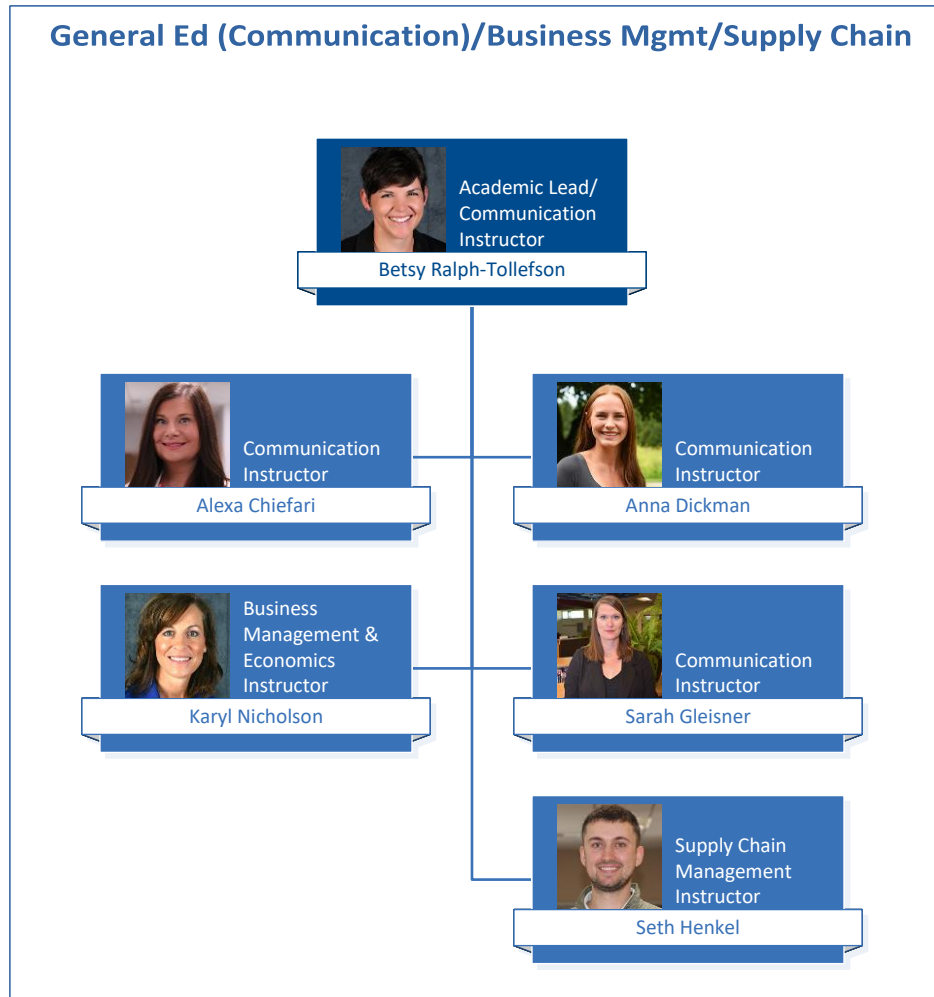 General Ed (Communication)/Business Mgmt/Supply Chain
Academic Lead/
Communication
Instructor
Betsy Ralph-Tollefson
Communication
Instructor
Alexa Chiefari
Communication
Instructor
Anna Dickman
Business
Management &
Economics
Instructor
Karyl Nicholson
Communication
Instructor
Sarah Gleisner
Supply Chain
Management
Instructor
Seth Henkel